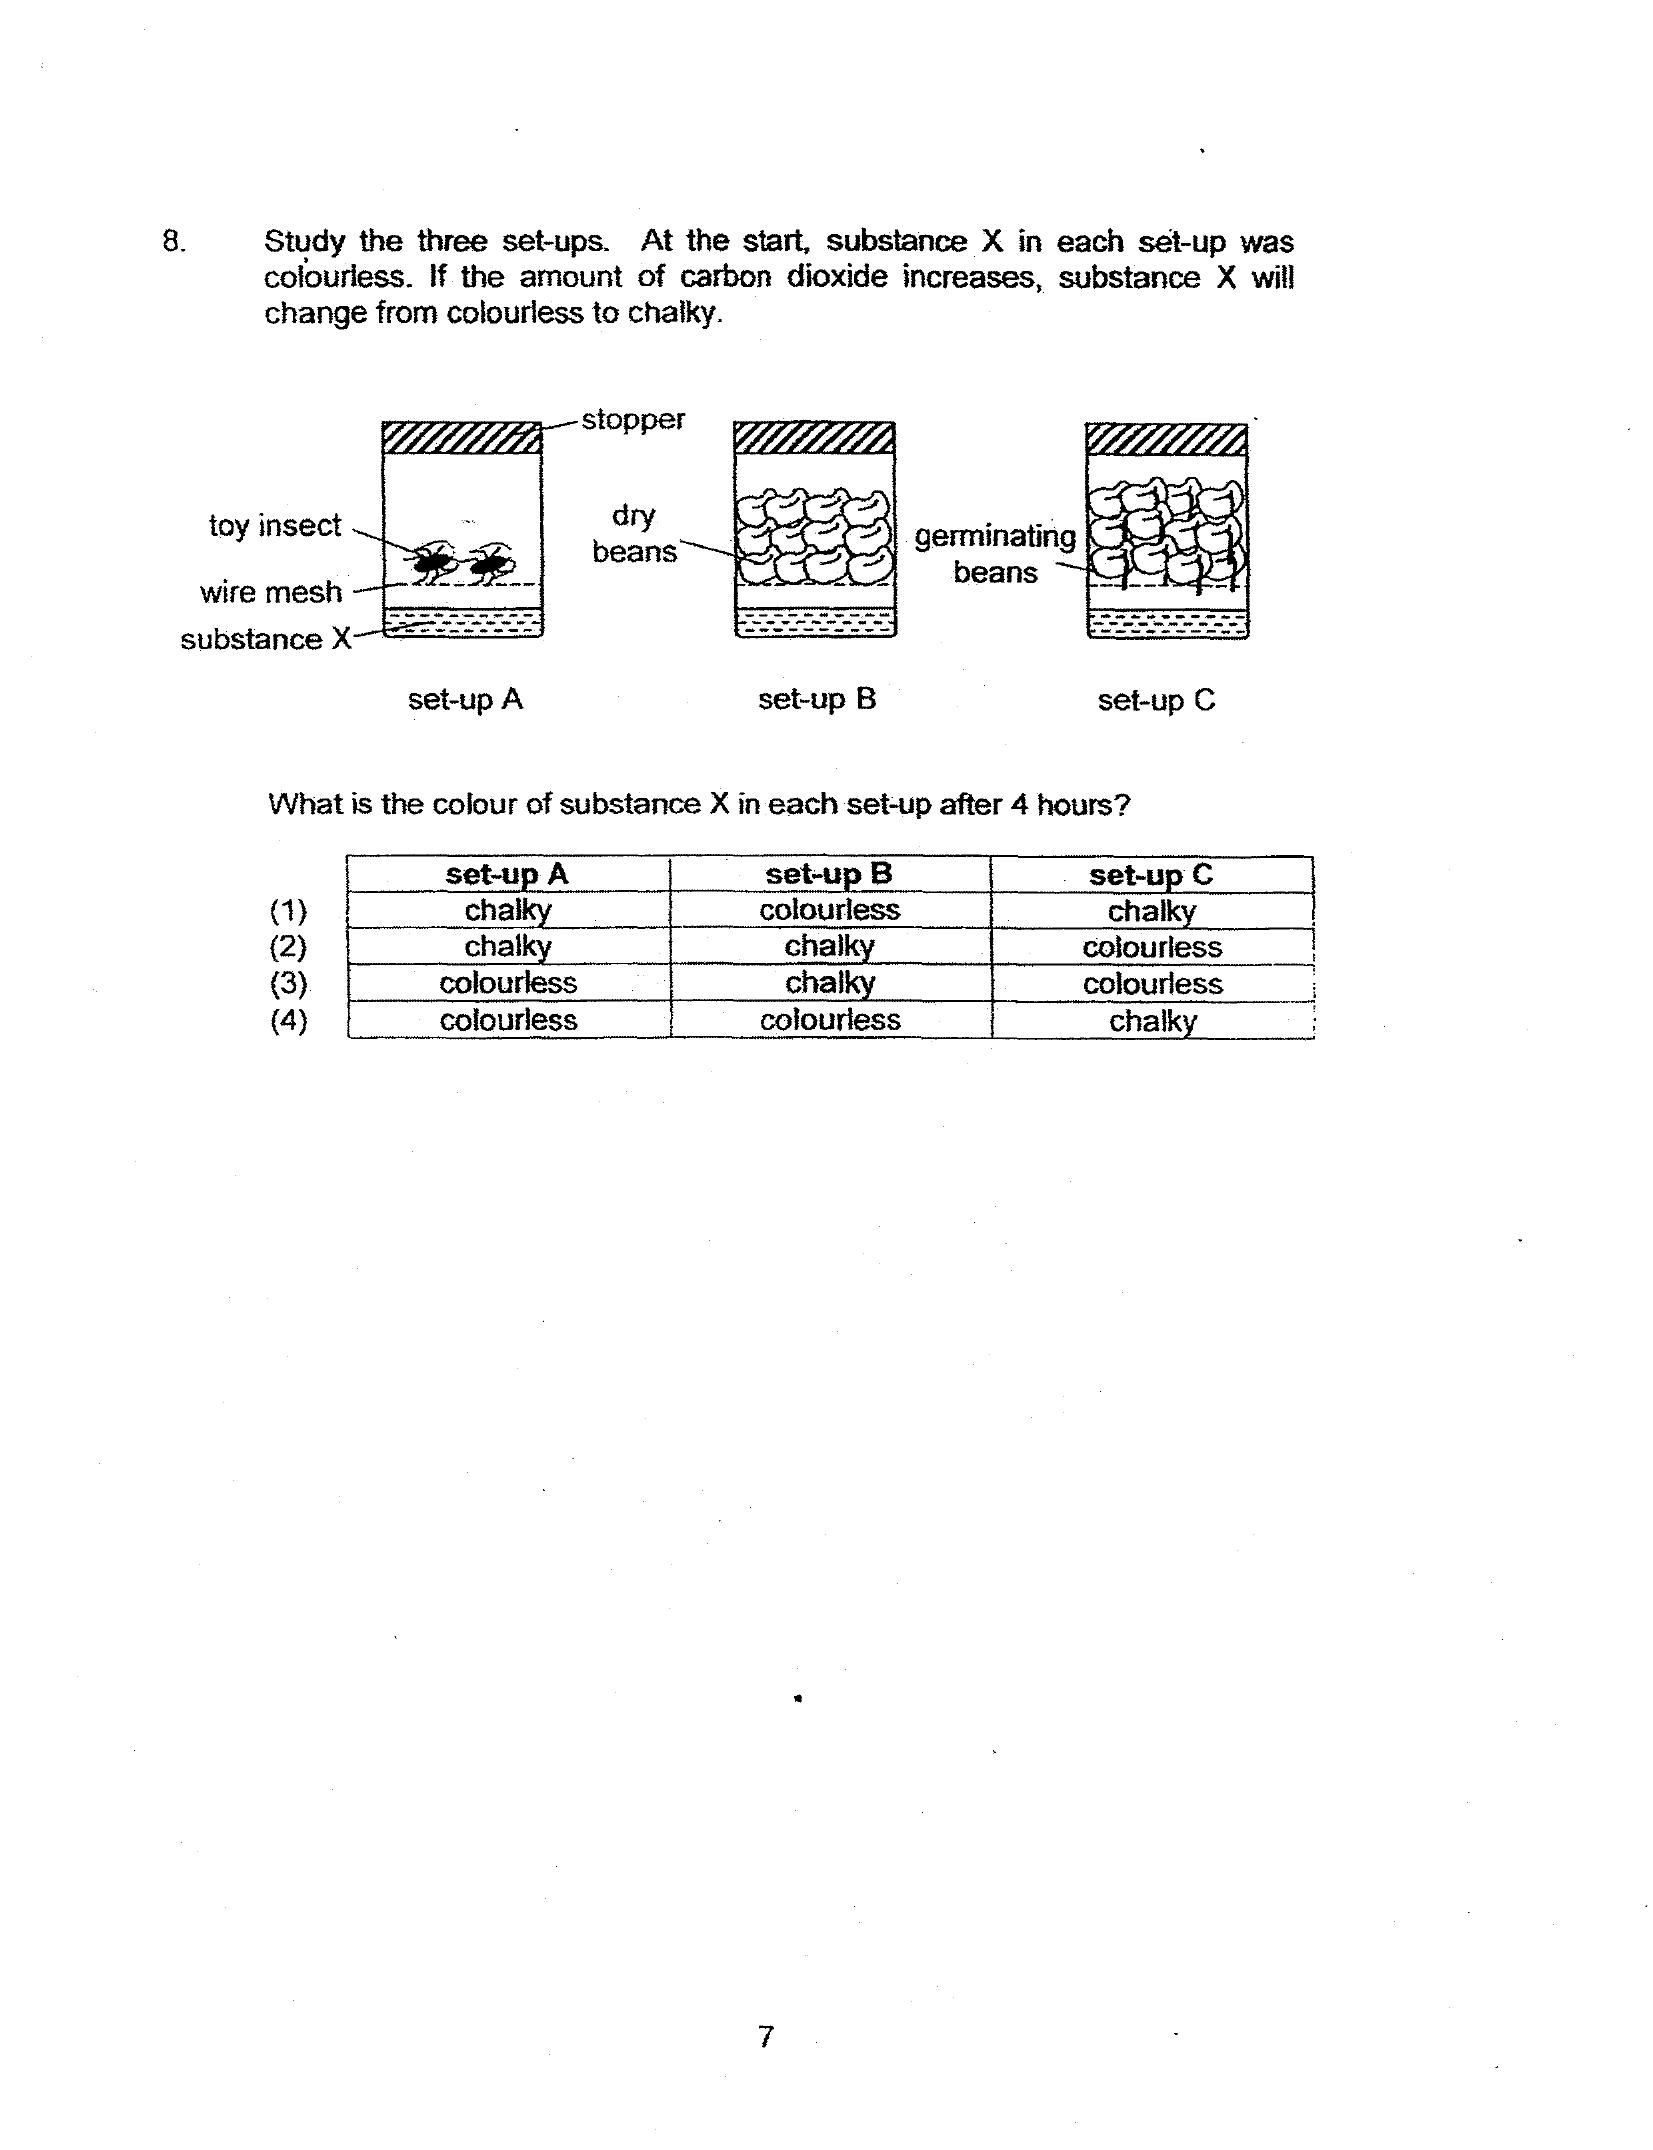 8. Study the three set-ups. At the start, substance X in each set-up was
colourless. If the amount of carbon dioxide increases, substance X will
change from colourless to chalky.
stopper
toy insect
wire mesh
substance X
dry
beans
germinating
beans
set-up A set-up B set-up C
What is the colour of substance X in each set-up after 4 hours?
set-up A set-up B set-up C
(1) chalky colourless chalky
(2) chalky chalky colourless
(3) colourless chalky colourless
(4) colourless colourless chalky
7